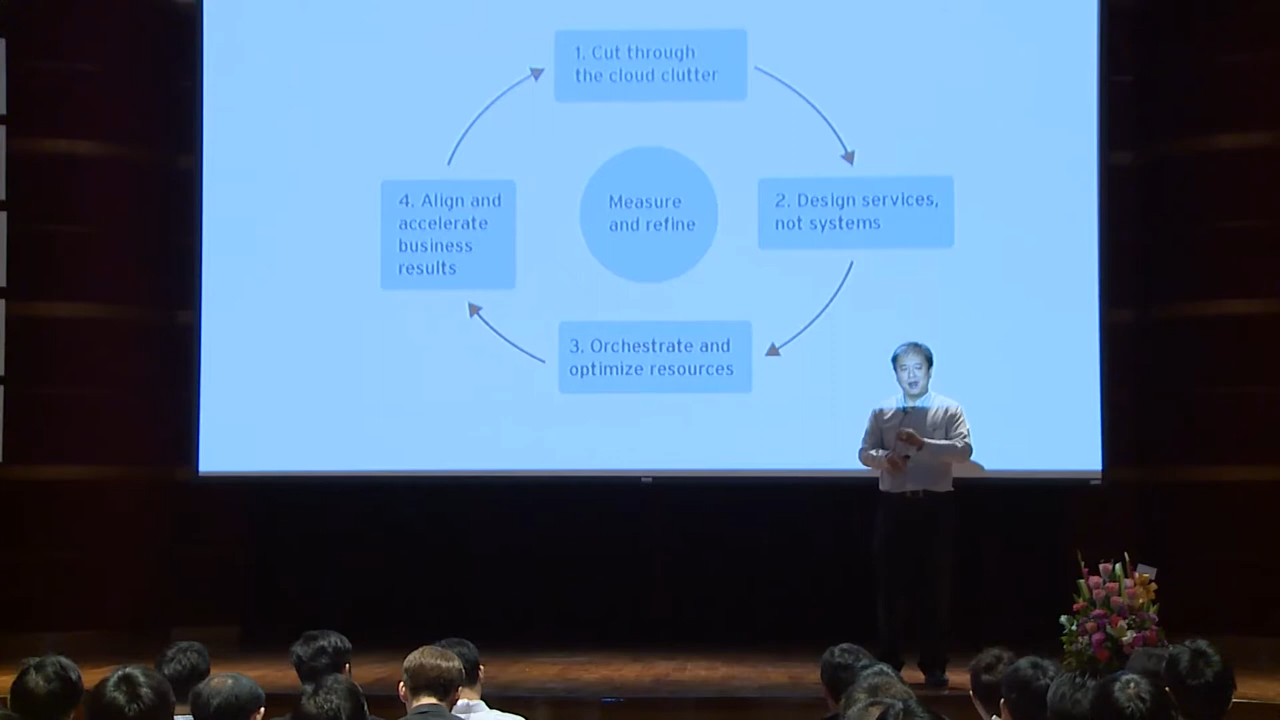 1. Cut through
the cloud clutter
2. Design services,
not systems
3. Orchestrate and
optimize resources
4. Align and
accelerate
business
results
Measure
and refine